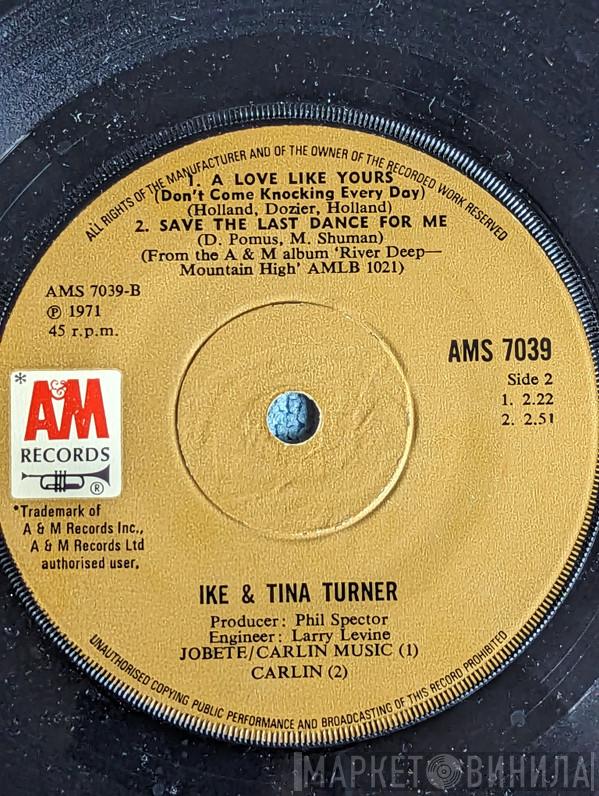 ALL RIGHTS OF THE MANUFACTURER AND OF THE OWNER OF THE RECORDED WORK RESERVED
1. A LOVE LIKE YOURS
(Don't Come Knocking Every Day)
(Holland, Dozier, Holland)
2. SAVE THE LAST DANCE FOR ME
(D. Pomus, M. Shuman)
(From the A & M album 'River Deep—
Mountain High' AMLB 1021)
AMS 7039-B
℗ 1971
45 r.p.m.
AMS 7039
Side 2
1. 2.22
2. 2.51
*
A&M
RECORDS
®
*Trademark of
A & M Records Inc.,
A & M Records Ltd
authorised user.
IKE & TINA TURNER
Producer: Phil Spector
Engineer: Larry Levine
JOBETE/CARLIN MUSIC (1)
CARLIN (2)
UNAUTHORISED COPYING PUBLIC PERFORMANCE AND BROADCASTING OF THIS RECORD PROHIBITED
МАРКЕТ ВИНИЛА